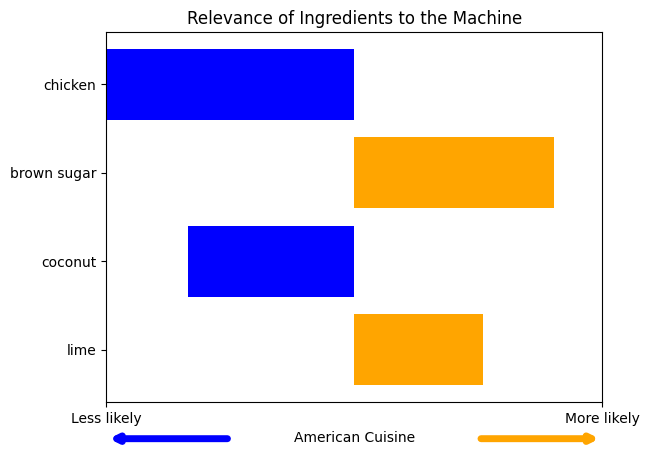 Relevance of Ingredients to the Machine
chicken
brown sugar
coconut
lime
Less likely
More likely
American Cuisine